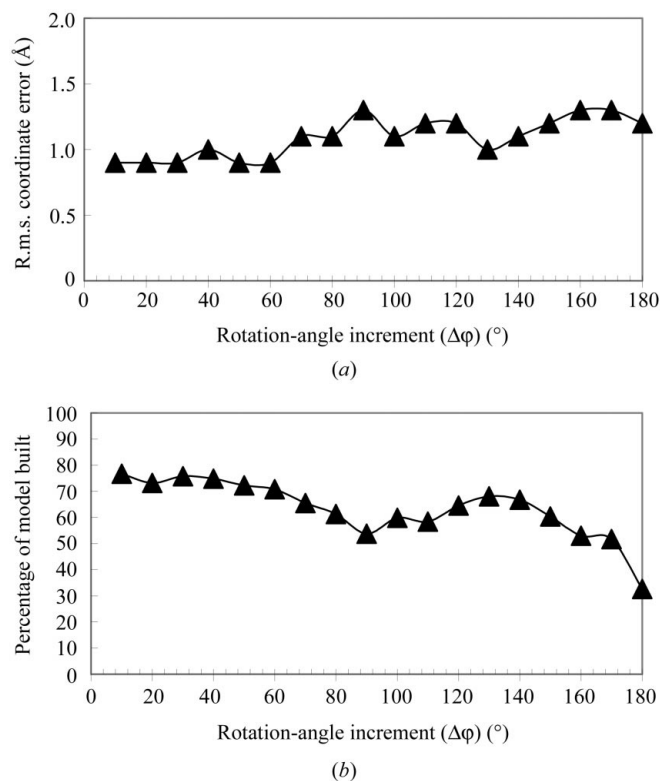 2.0
1.5
1.0
0.5
0
R.m.s. coordinate error (Å)
0 20 40 60 80 100 120 140 160 180
Rotation-angle increment (Δφ) (°)
(a)
100
90
80
70
60
50
40
30
20
10
0
Percentage of model built
0 20 40 60 80 100 120 140 160 180
Rotation-angle increment (Δφ) (°)
(b)